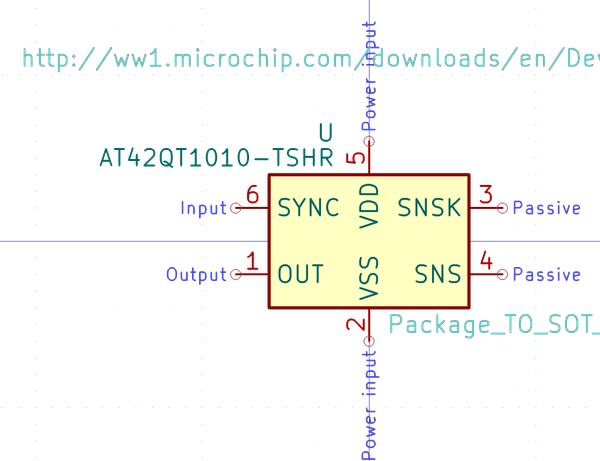 http://ww1.microchip.com/downloads/en/Dev
Power input
U
AT42QT1010-TSHR
5
6
Input
SYNC
VDD
SNSK
3
Passive
1
Output
OUT
VSS
SNS
4
Passive
2
Package_TO_SOT_
Power input